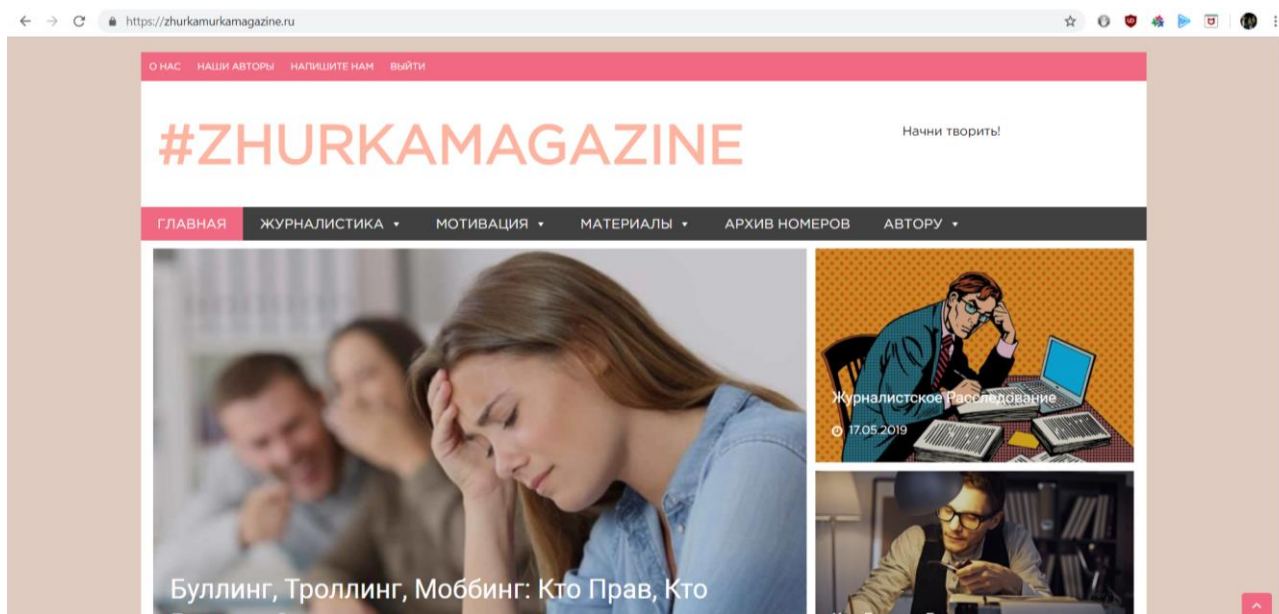 https://zhurkamurkamagazine.ru
О НАС НАШИ АВТОРЫ НАПИШИТЕ НАМ ВЫЙТИ
#ZHURKAMAGAZINE
Начни творить!
ГЛАВНАЯ ЖУРНАЛИСТИКА МОТИВАЦИЯ МАТЕРИАЛЫ АРХИВ НОМЕРОВ АВТОРУ
Журналистское Расследование
17.05.2019
Буллинг, Троллинг, Моббинг: Кто Прав, Кто